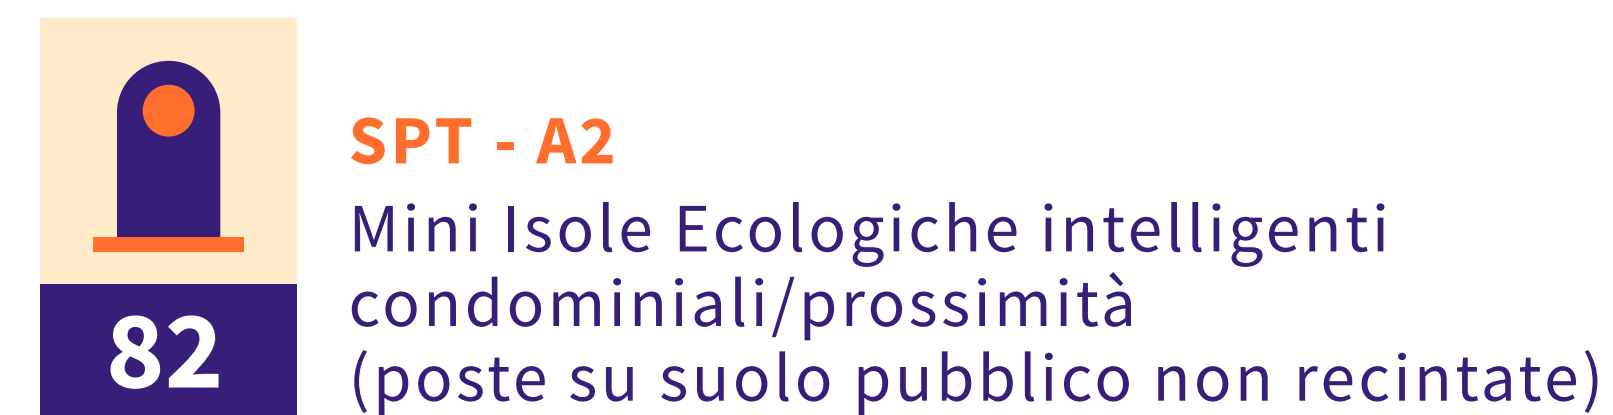 SPT - A2
Mini Isole Ecologiche intelligenti
condominiali/prossimità
(poste su suolo pubblico non recintate)
82